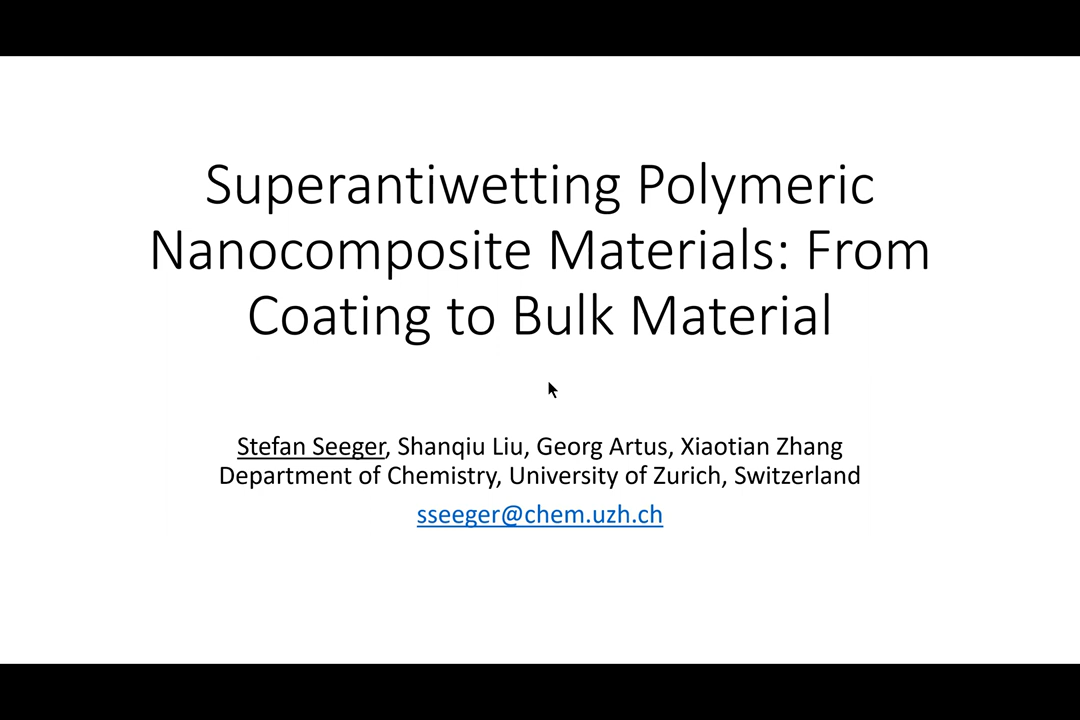 Superantiwetting Polymeric
Nanocomposite Materials: From
Coating to Bulk Material
Stefan Seeger, Shanqiu Liu, Georg Artus, Xiaotian Zhang
Department of Chemistry, University of Zurich, Switzerland
sseeger@chem.uzh.ch